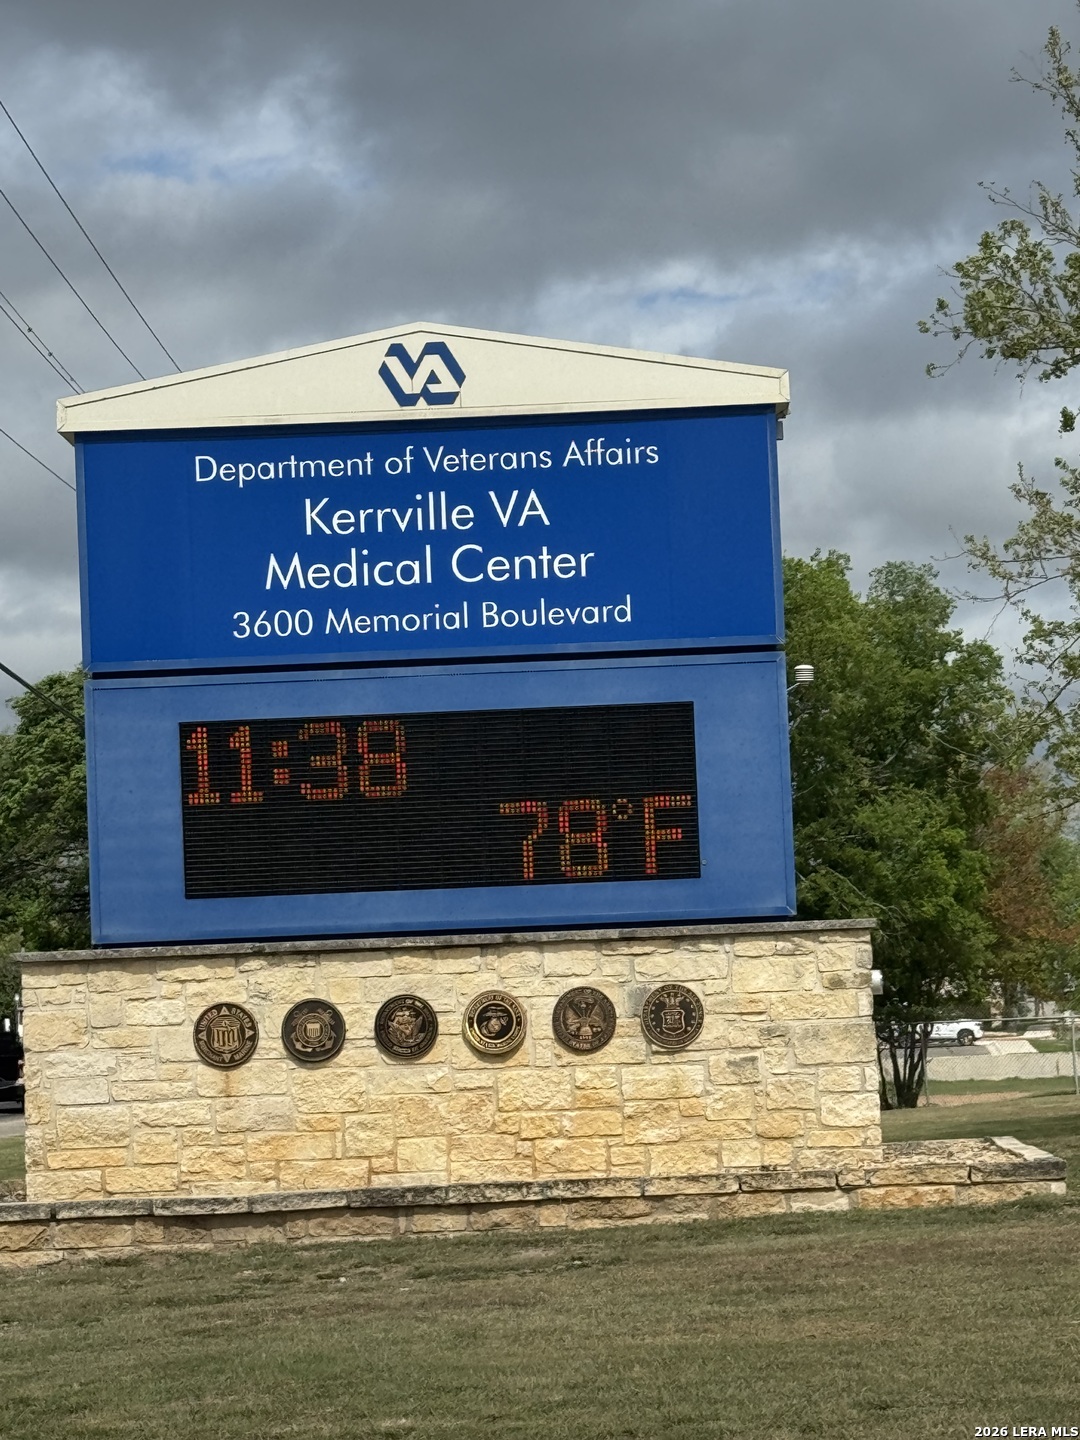 VA
Department of Veterans Affairs
Kerrville VA
Medical Center
3600 Memorial Boulevard
11:38
78°F
2026 LERA MLS